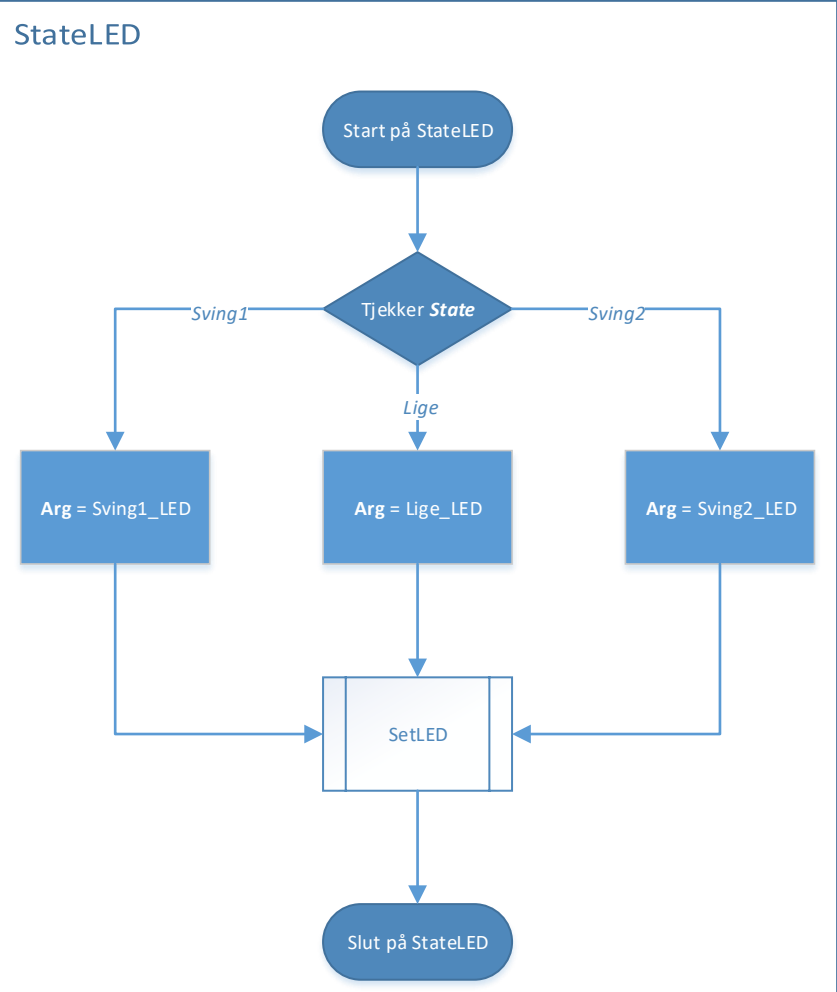 StateLED
Start på StateLED
Tjekker State
Sving1
Sving2
Lige
Arg = Sving1_LED
Arg = Lige_LED
Arg = Sving2_LED
SetLED
Slut på StateLED